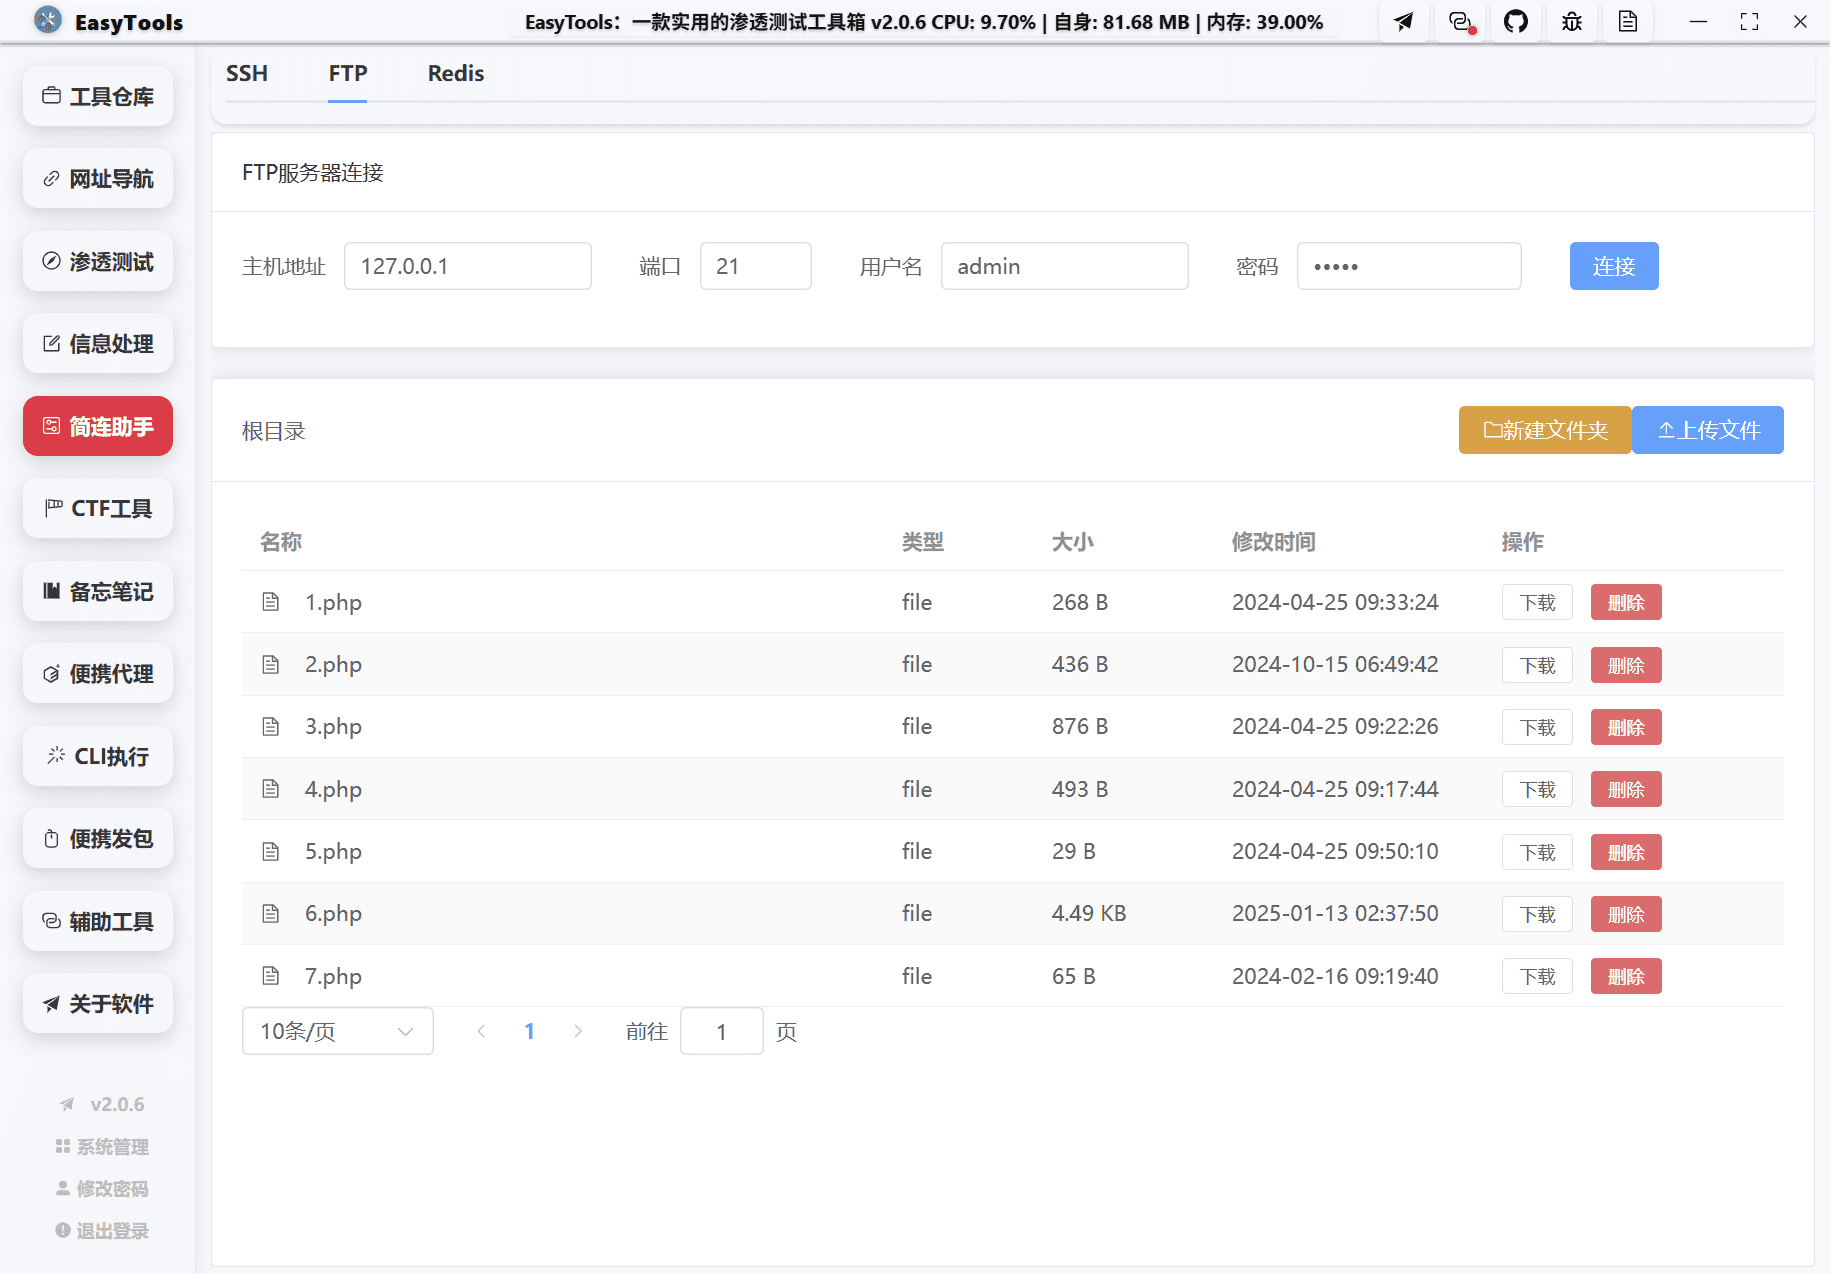 EasyTools
EasyTools：一款实用的渗透测试工具箱 v2.0.6 CPU: 9.70% | 自身: 81.68 MB | 内存: 39.00%
工具仓库
网址导航
渗透测试
信息处理
简连助手
CTF工具
备忘笔记
便携代理
CLI执行
便携发包
辅助工具
关于软件
v2.0.6
系统管理
修改密码
退出登录
SSH FTP Redis
FTP服务器连接
主机地址 127.0.0.1 端口 21 用户名 admin 密码 ••••• 连接
根目录 新建文件夹 上传文件
名称 类型 大小 修改时间 操作
1.php file 268 B 2024-04-25 09:33:24 下载 删除
2.php file 436 B 2024-10-15 06:49:42 下载 删除
3.php file 876 B 2024-04-25 09:22:26 下载 删除
4.php file 493 B 2024-04-25 09:17:44 下载 删除
5.php file 29 B 2024-04-25 09:50:10 下载 删除
6.php file 4.49 KB 2025-01-13 02:37:50 下载 删除
7.php file 65 B 2024-02-16 09:19:40 下载 删除
10条/页 1 前往 1 页